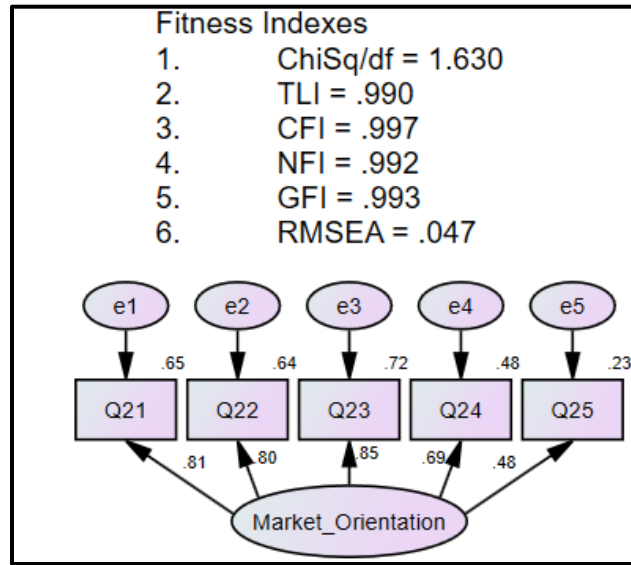 Fitness Indexes
1. ChiSq/df = 1.630
2. TLI = .990
3. CFI = .997
4. NFI = .992
5. GFI = .993
6. RMSEA = .047
e1 e2 e3 e4 e5
.65 .64 .72 .48 .23
Q21 Q22 Q23 Q24 Q25
.81 .80 .85 .69 .48
Market_Orientation